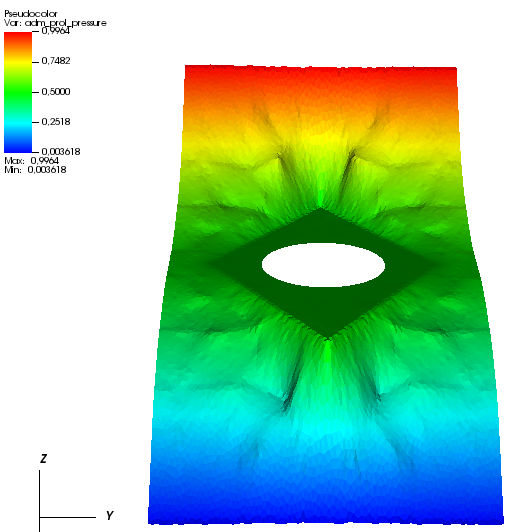 Pseudocolor
Var: adm_prol_pressure
0,9964
0,7482
0,5000
0,2518
0,003618
Max: 0,9964
Min: 0,003618
Z
Y